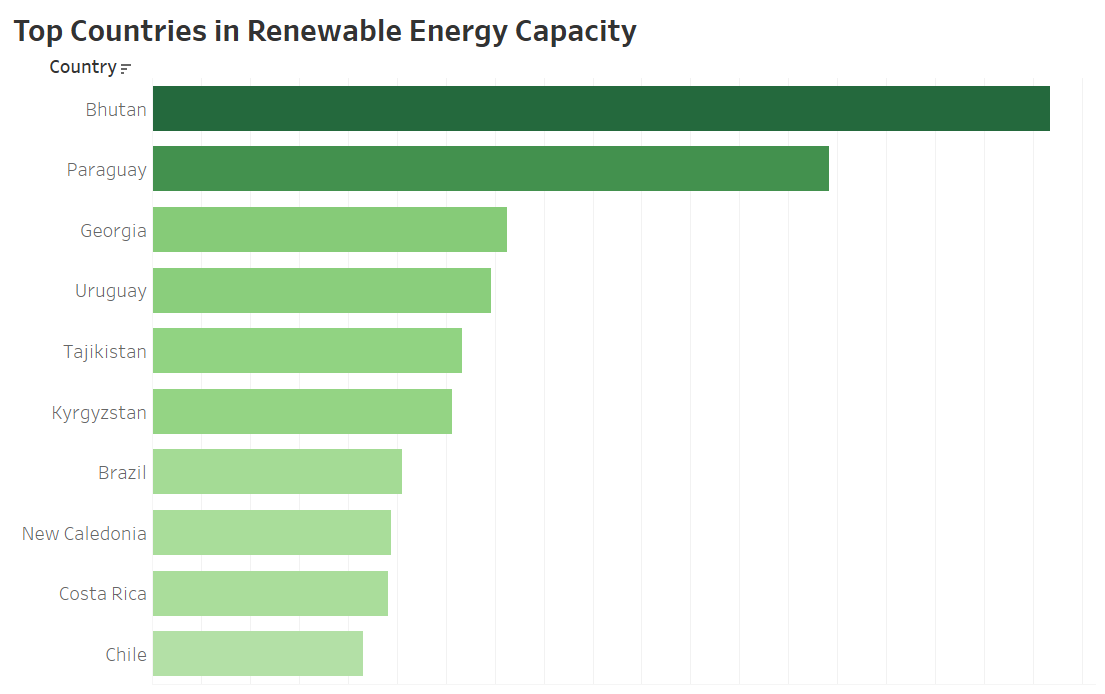 Top Countries in Renewable Energy Capacity
Country
Bhutan
Paraguay
Georgia
Uruguay
Tajikistan
Kyrgyzstan
Brazil
New Caledonia
Costa Rica
Chile